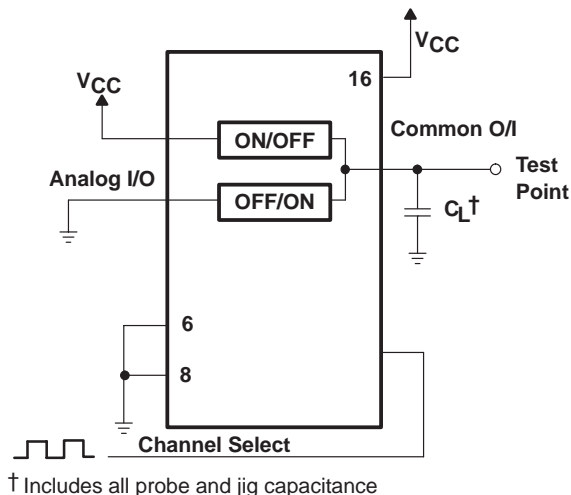 VCC
16
VCC
ON/OFF
Common O/I
Analog I/O
OFF/ON
Test
Point
CL†
6
8
Channel Select
† Includes all probe and jig capacitance